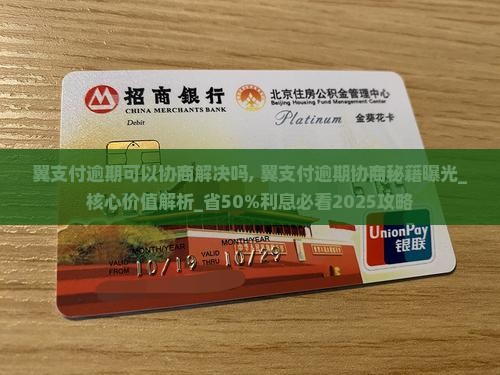 招商银行
CHINA MERCHANTS BANK
Debit
北京住房公积金管理中心
Beijing Housing Fund Management Center
Platinum 金葵花卡
翼支付逾期可以协商解决吗, 翼支付逾期协商秘籍曝光_
核心价值解析_省50%利息必看2025攻略
MONTH/YEAR MONTH/YEAR
VALID FROM 10/19 VALID THRU 10/29
UnionPay
银联